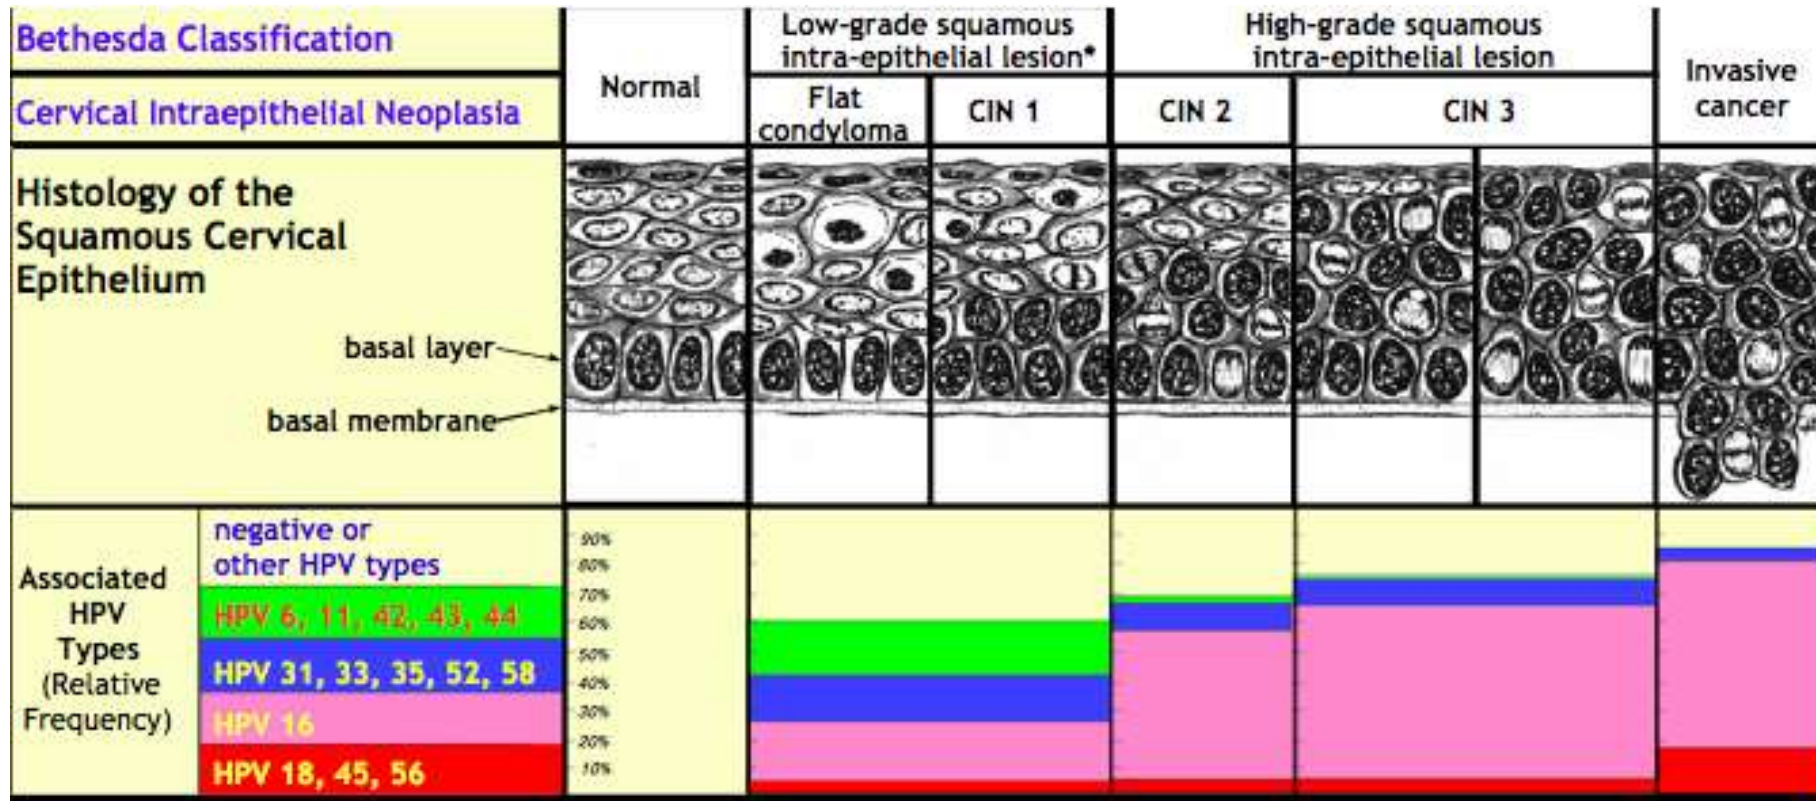 Bethesda Classification
Cervical Intraepithelial Neoplasia
Normal
Low-grade squamous
intra-epithelial lesion*
Flat
condyloma
CIN 1
High-grade squamous
intra-epithelial lesion
CIN 2
CIN 3
Invasive
cancer
Histology of the
Squamous Cervical
Epithelium
basal layer
basal membrane
Associated
HPV
Types
(Relative
Frequency)
negative or
other HPV types
HPV 6, 11, 42, 43, 44
HPV 31, 33, 35, 52, 58
HPV 16
HPV 18, 45, 56
90%
80%
70%
60%
50%
40%
30%
20%
10%